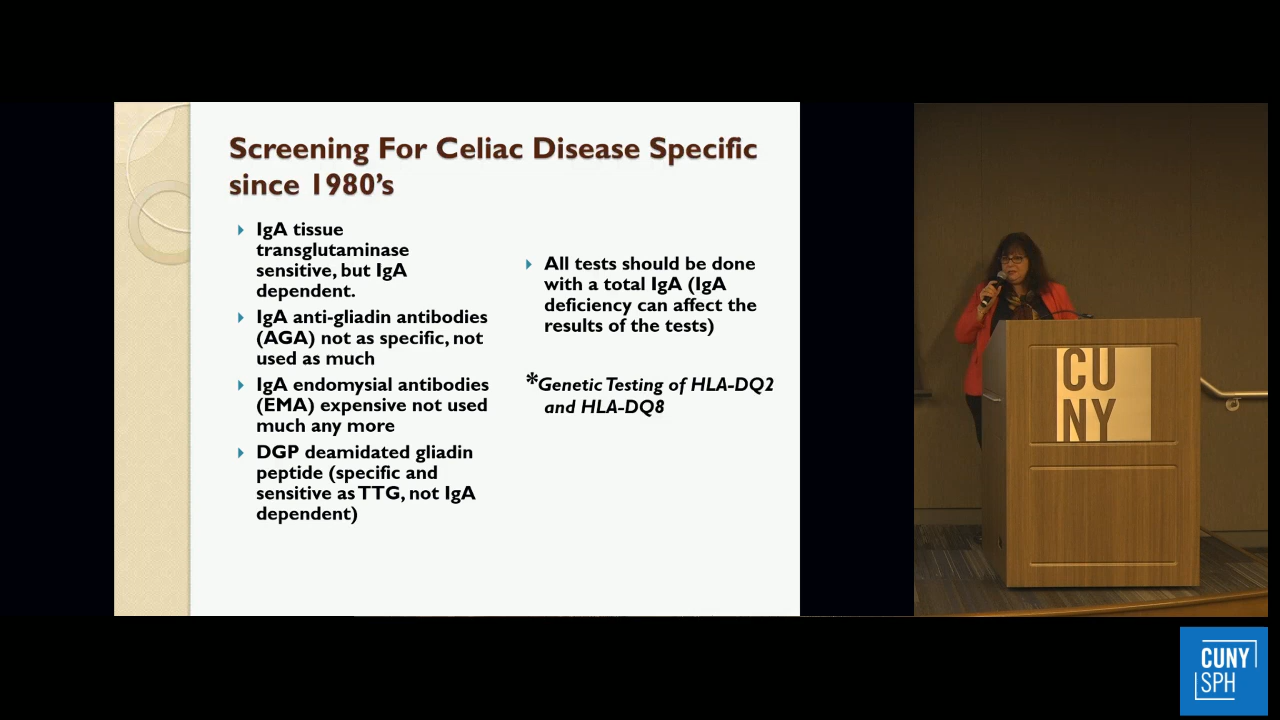 Screening For Celiac Disease Specific
since 1980's
IgA tissue
transglutaminase
sensitive, but IgA
dependent.
IgA anti-gliadin antibodies
(AGA) not as specific, not
used as much
IgA endomysial antibodies
(EMA) expensive not used
much any more
DGP deamidated gliadin
peptide (specific and
sensitive as TTG, not IgA
dependent)
All tests should be done
with a total IgA (IgA
deficiency can affect the
results of the tests)
*Genetic Testing of HLA-DQ2
and HLA-DQ8
CU
NY
CUNY
SPH